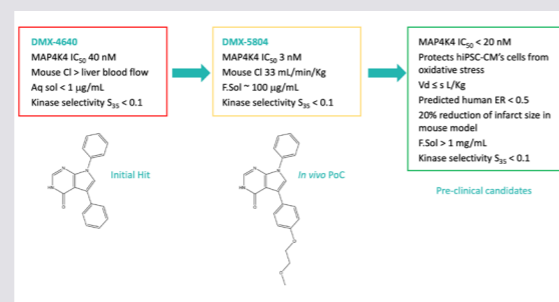 DMX-4640
MAP4K4 IC50 40 nM
Mouse Cl > liver blood flow
Aq sol < 1 μg/mL
Kinase selectivity S35 < 0.1
Initial Hit
DMX-5804
MAP4K4 IC50 3 nM
Mouse Cl 33 mL/min/Kg
F.Sol ~ 100 μg/mL
Kinase selectivity S35 < 0.1
In vivo PoC
MAP4K4 IC50 < 20 nM
Protects hiPSC-CM's cells from
oxidative stress
Vd ≤ s L/Kg
Predicted human ER < 0.5
20% reduction of infarct size in
mouse model
F.Sol > 1 mg/mL
Kinase selectivity S35 < 0.1
Pre-clinical candidates